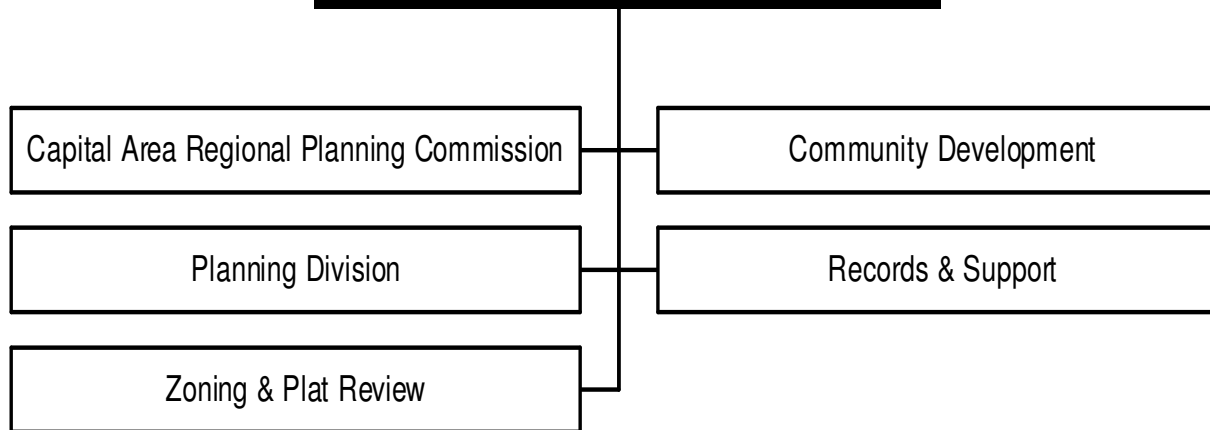 Capital Area Regional Planning Commission
Community Development
Planning Division
Records & Support
Zoning & Plat Review